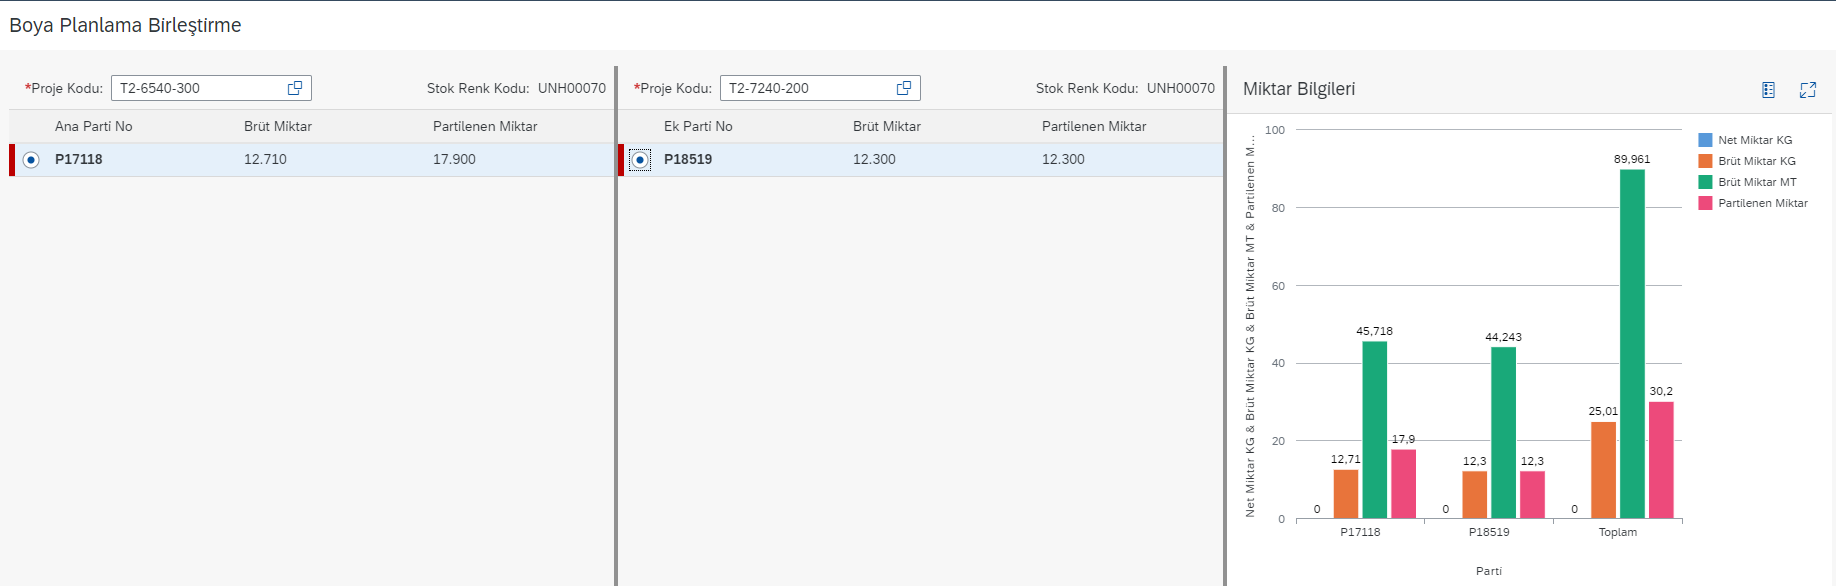 Boya Planlama Birleştirme
*Proje Kodu: T2-6540-300 Stok Renk Kodu: UNH00070
Ana Parti No Brüt Miktar Partilenen Miktar
P17118 12.710 17.900
*Proje Kodu: T2-7240-200 Stok Renk Kodu: UNH00070
Ek Parti No Brüt Miktar Partilenen Miktar
P18519 12.300 12.300
Miktar Bilgileri
Net Miktar KG & Brüt Miktar KG & Brüt Miktar MT & Partilenen M...
100
80
60
40
20
0
0 12,71 45,718 17,9
0 12,3 44,243 12,3
0 25,01 89,961 30,2
P17118 P18519 Toplam
Parti
Net Miktar KG
Brüt Miktar KG
Brüt Miktar MT
Partilenen Miktar